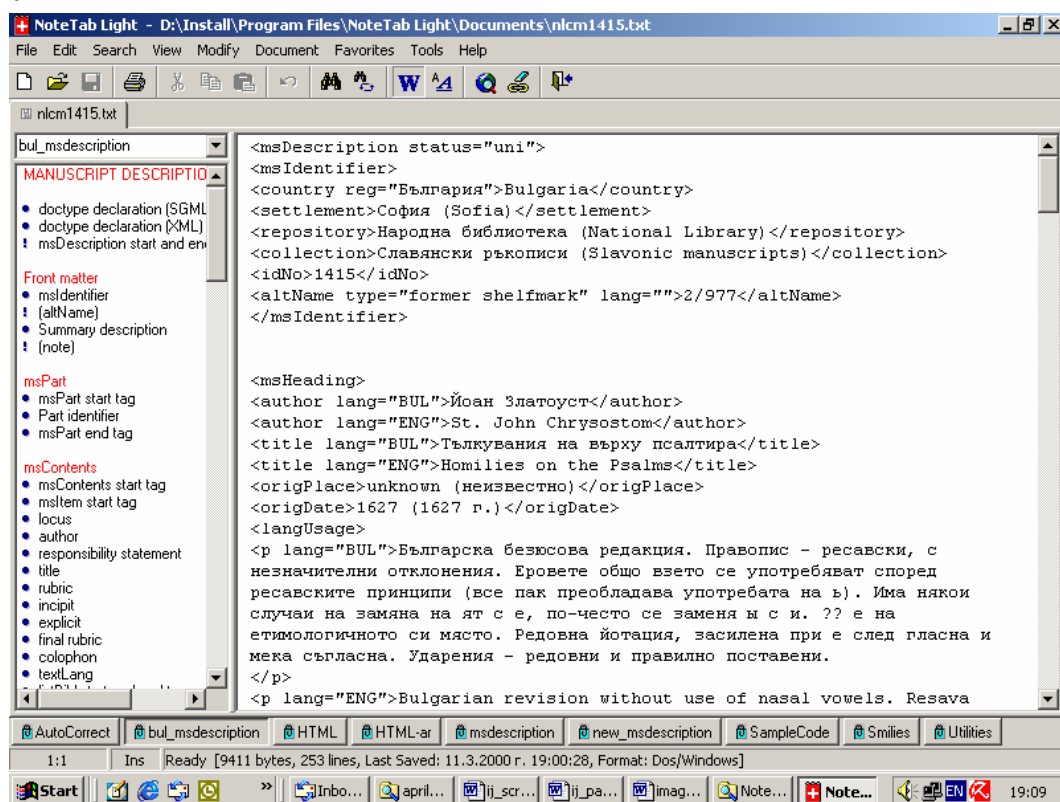 NoteTab Light - D:\Install\Program Files\NoteTab Light\Documents\nlcm1415.txt
File Edit Search View Modify Document Favorites Tools Help
nlcm1415.txt
bul_msdescription
MANUSCRIPT DESCRIPTIO
doctype declaration (SGML
doctype declaration (XML)
! msDescription start and en
Front matter
msIdentifier
! (altName)
Summary description
! (note)
msPart
msPart start tag
Part identifier
msPart end tag
msContents
msContents start tag
msItem start tag
locus
author
responsibility statement
title
rubric
incipit
explicit
final rubric
colophon
textLang
<msDescription status="uni">
<msIdentifier>
<country reg="България">Bulgaria</country>
<settlement>София (Sofia)</settlement>
<repository>Народна библиотека (National Library)</repository>
<collection>Славянски ръкописи (Slavonic manuscripts)</collection>
<idNo>1415</idNo>
<altName type="former shelfmark" lang="">2/977</altName>
</msIdentifier>
<msHeading>
<author lang="BUL">Йоан Златоуст</author>
<author lang="ENG">St. John Chrysostom</author>
<title lang="BUL">Тълкувания на върху псалтира</title>
<title lang="ENG">Homilies on the Psalms</title>
<origPlace>unknown (неизвестно)</origPlace>
<origDate>1627 (1627 г.)</origDate>
<langUsage>
<p lang="BUL">Българска безюсова редакция. Правопис - ресавски, с
незначителни отклонения. Еровете общо взето се употребяват според
ресавските принципи (все пак преобладава употребата на ь). Има някои
случаи на замяна на ят с е, по-често се заменя ы с и. ?? е на
етимологичното си място. Редовна йотация, засилена при е след гласна и
мека съгласна. Ударения - редовни и правилно поставени.
</p>
<p lang="ENG">Bulgarian revision without use of nasal vowels. Resava
AutoCorrect bul_msdescription HTML HTML-ar msdescription new_msdescription SampleCode Smilies Utilities
1:1 Ins Ready [9411 bytes, 253 lines, Last Saved: 11.3.2000 г. 19:00:28, Format: Dos/Windows]
Start » Inbo... april... ij_scr... ij_pa... imag... Note... Note... EN 19:09